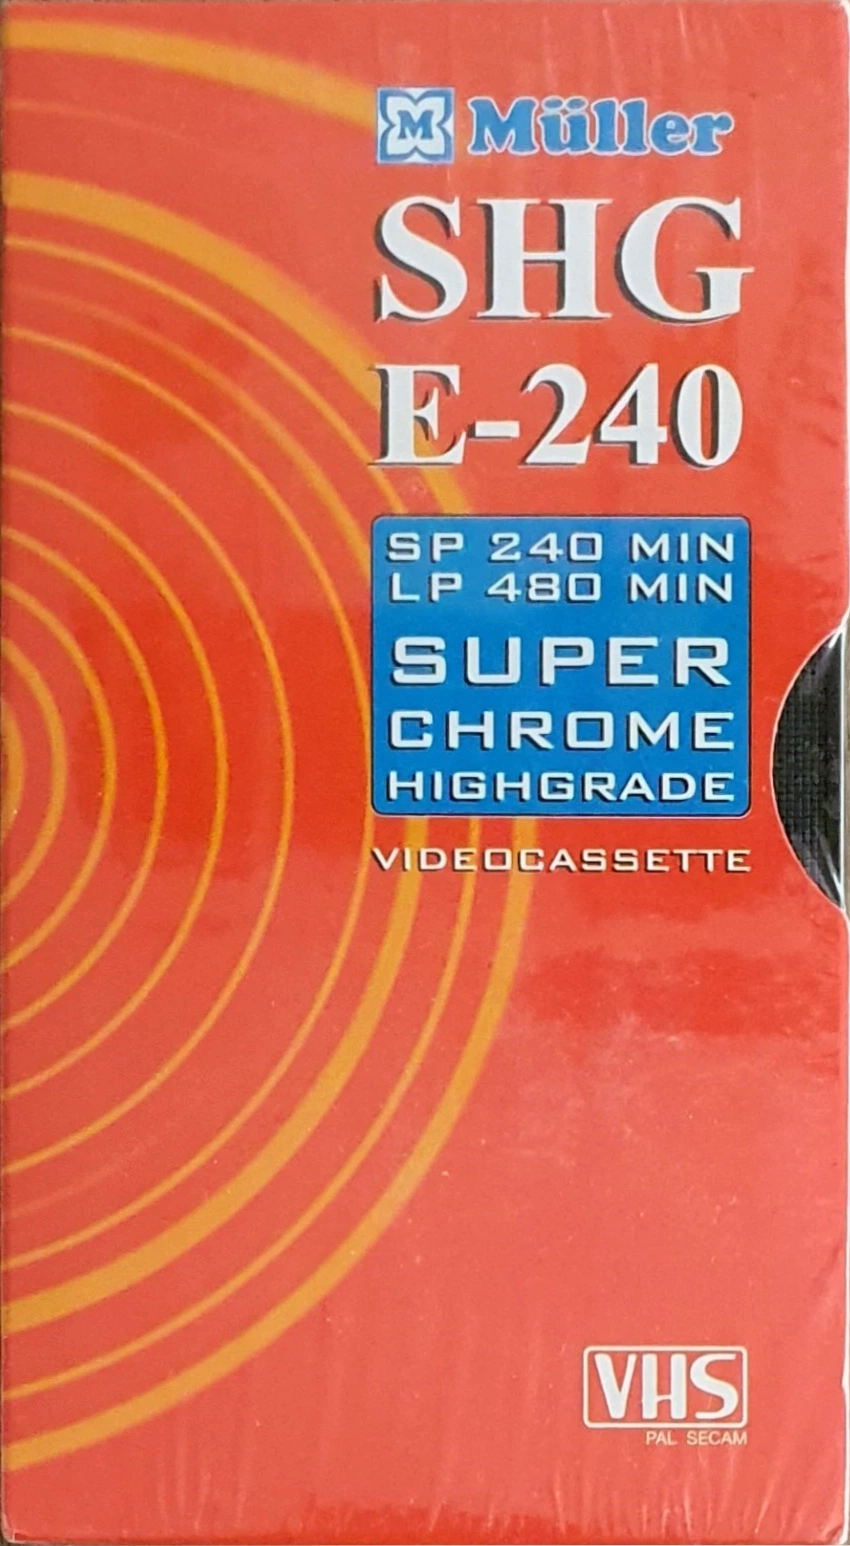 M Müller
SHG
E-240
SP 240 MIN
LP 480 MIN
SUPER
CHROME
HIGHGRADE
VIDEOCASSETTE
VHS
PAL SECAM